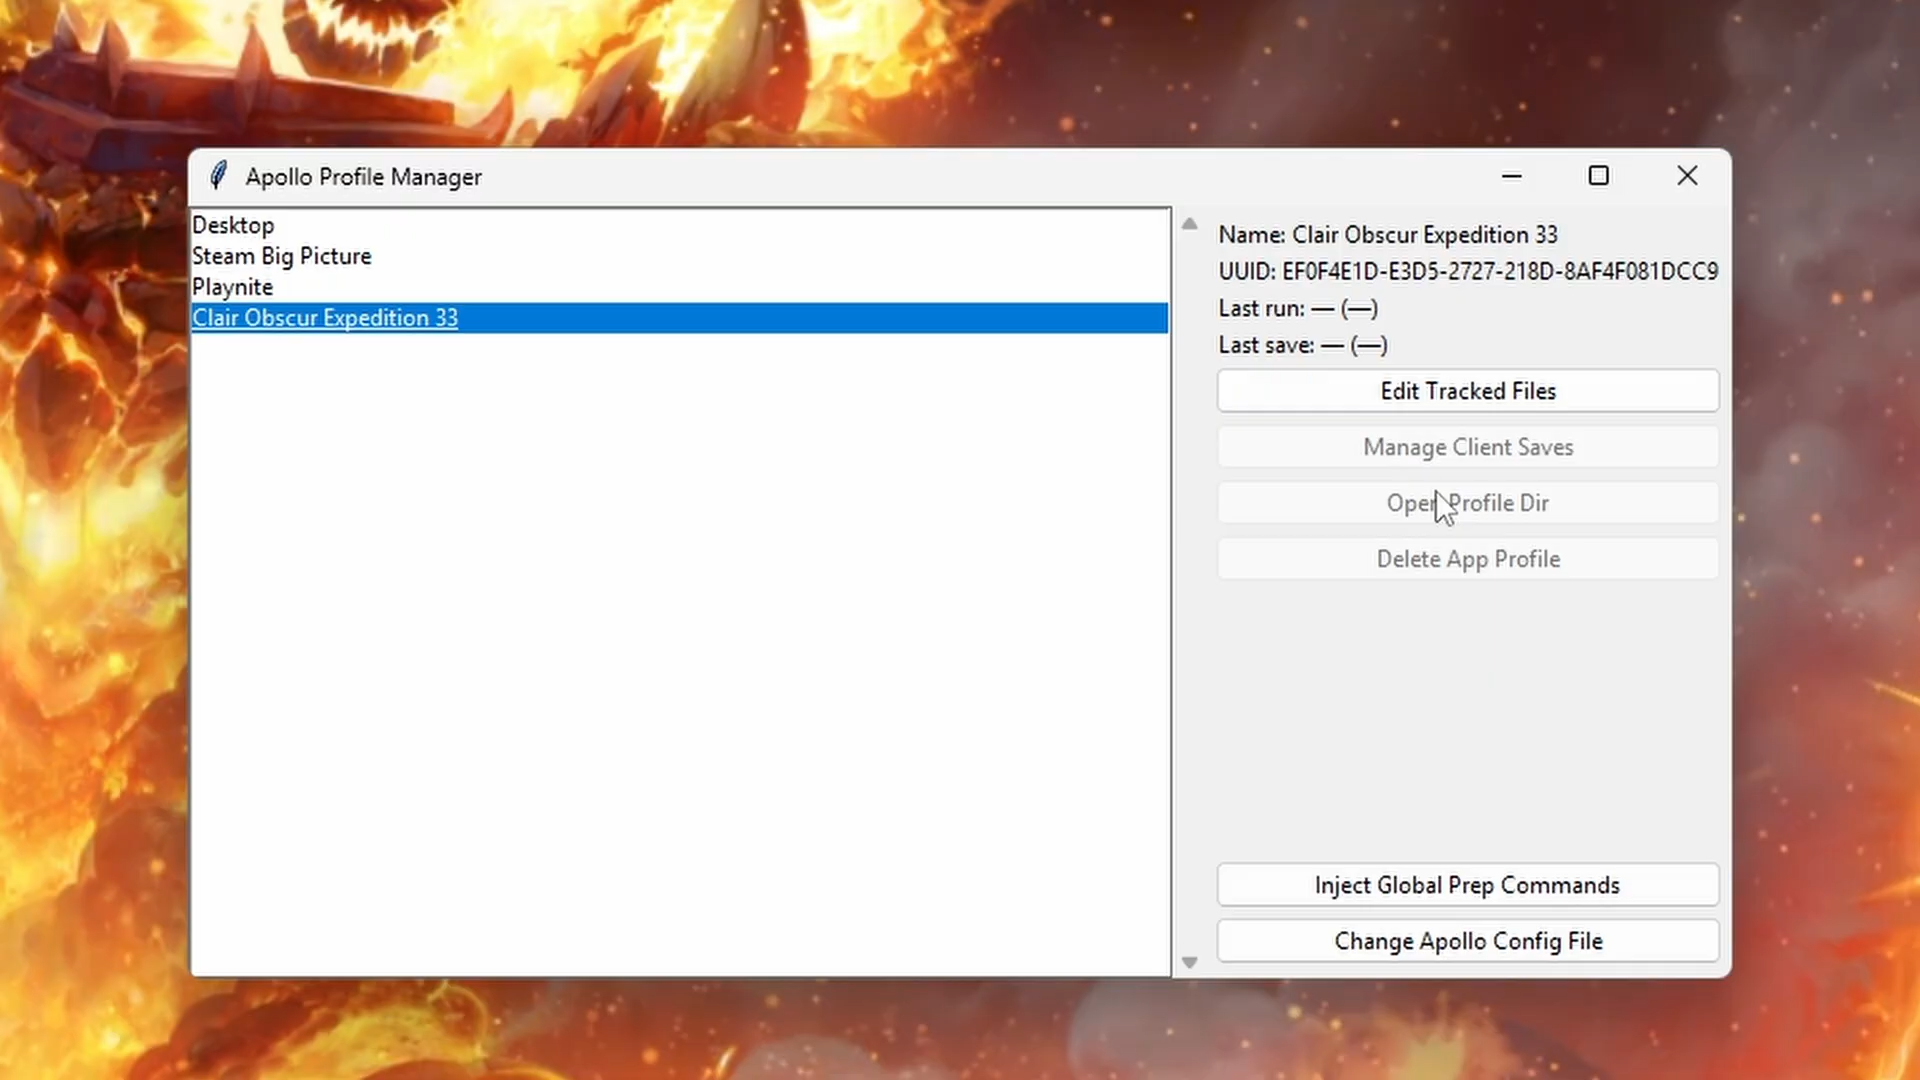 Apollo Profile Manager
Desktop
Steam Big Picture
Playnite
Clair Obscur Expedition 33
Name: Clair Obscur Expedition 33
UUID: EF0F4E1D-E3D5-2727-218D-8AF4F081DCC9
Last run: — (—)
Last save: — (—)
Edit Tracked Files
Manage Client Saves
Open Profile Dir
Delete App Profile
Inject Global Prep Commands
Change Apollo Config File